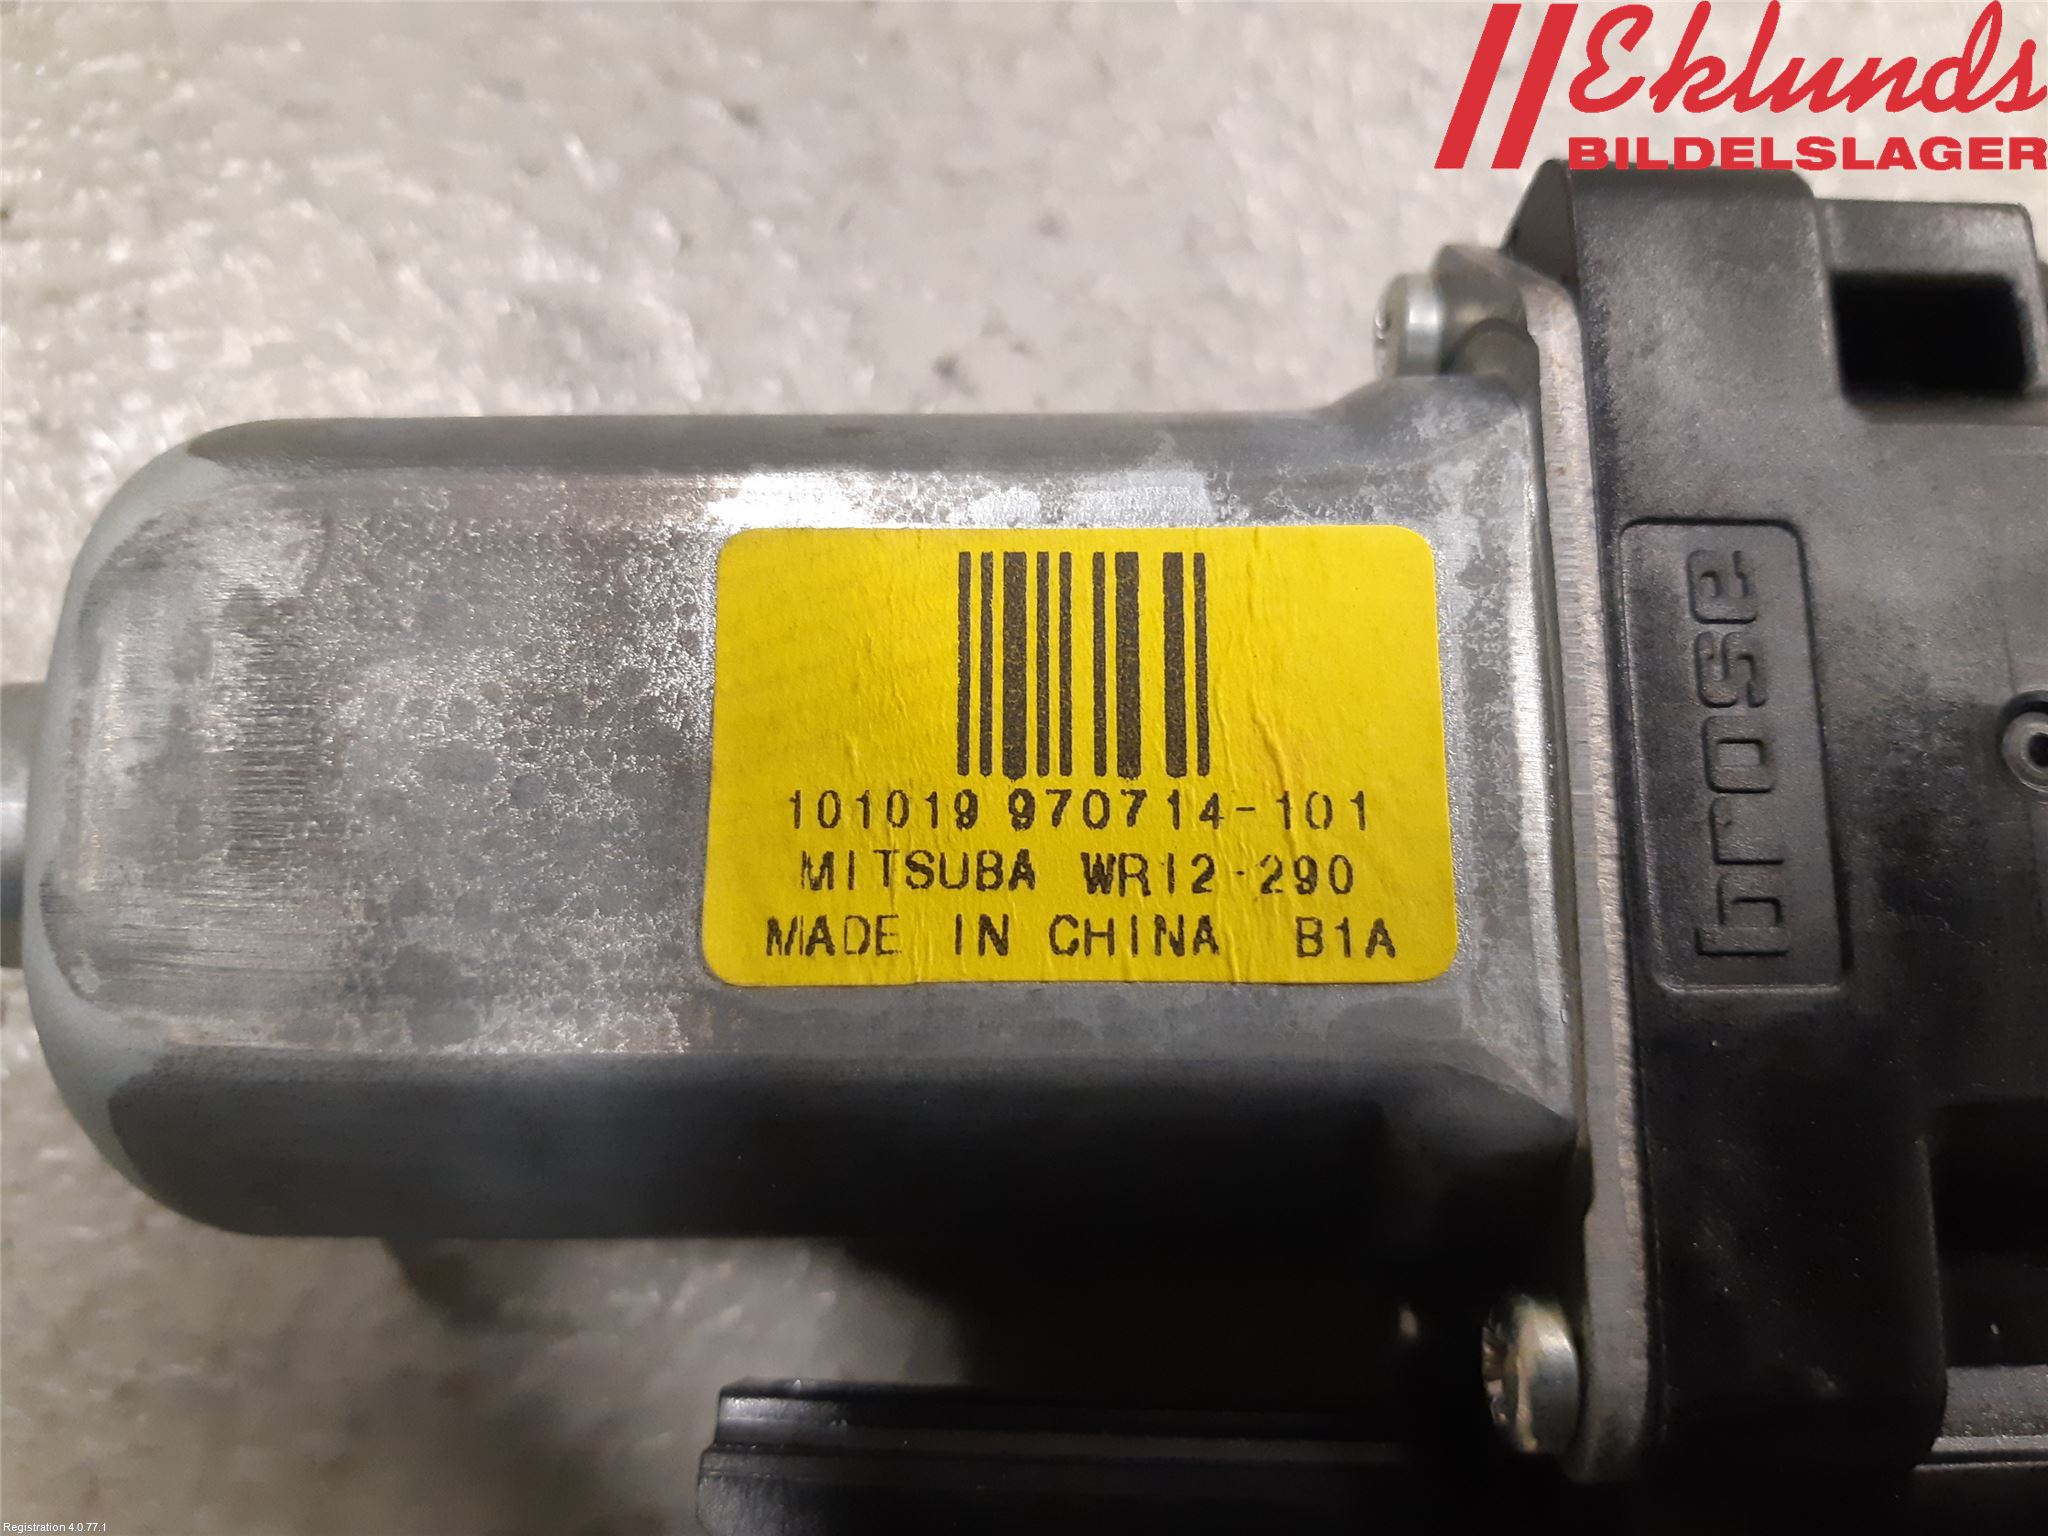 Eklunds
BILDELSLAGER
101019 970714-101
MITSUBA WR12-290
MADE IN CHINA B1A
brose
Registration 4.0.77.1